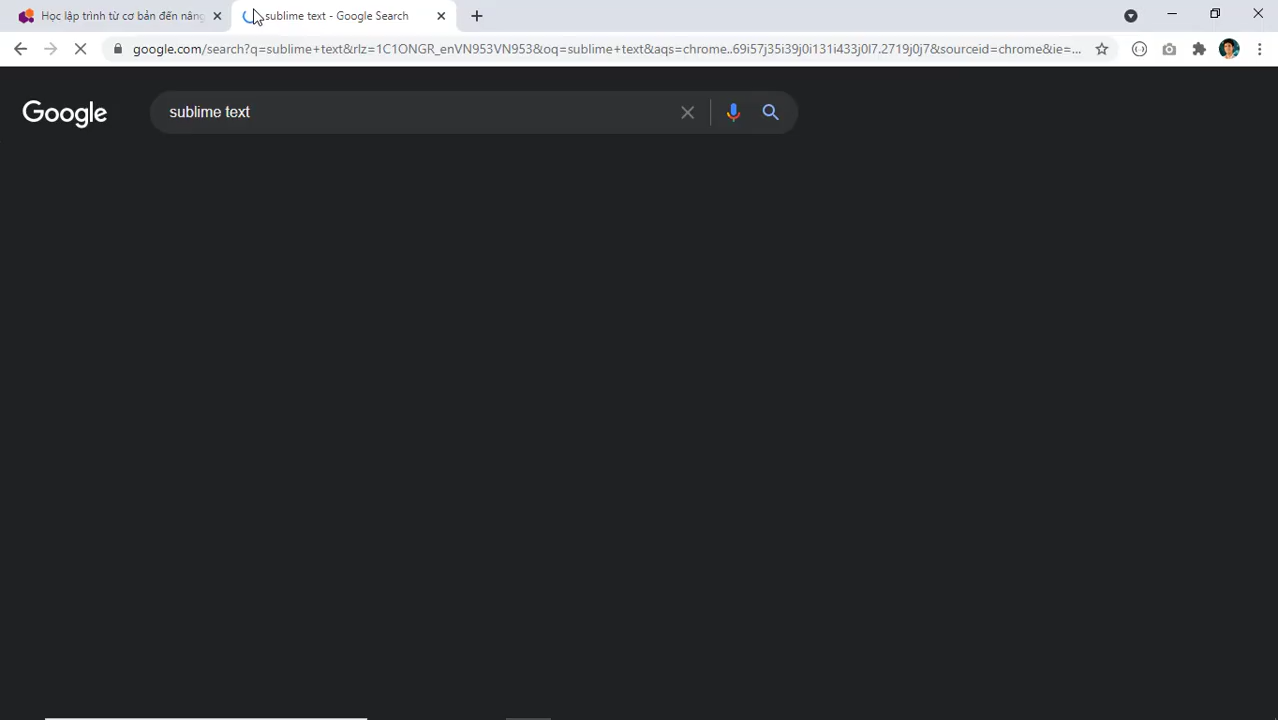 Học lập trình từ cơ bản đến nâng
sublime text - Google Search
google.com/search?q=sublime+text&rlz=1C1ONGR_enVN953VN953&oq=sublime+text&aqs=chrome..69i57j35i39j0i131i433j0l7.2719j0j7&sourceid=chrome&ie=...
Google
sublime text